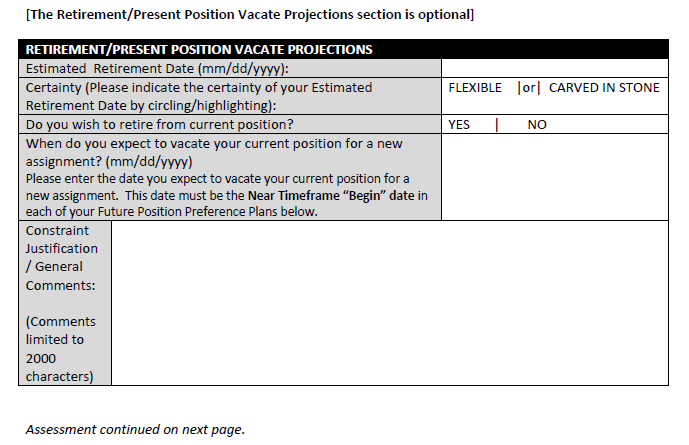 [The Retirement/Present Position Vacate Projections section is optional]
RETIREMENT/PRESENT POSITION VACATE PROJECTIONS
Estimated Retirement Date (mm/dd/yyyy):
Certainty (Please indicate the certainty of your Estimated
Retirement Date by circling/highlighting):
FLEXIBLE |or| CARVED IN STONE
Do you wish to retire from current position?
YES | NO
When do you expect to vacate your current position for a new
assignment? (mm/dd/yyyy)
Please enter the date you expect to vacate your current position for a
new assignment. This date must be the Near Timeframe “Begin” date in
each of your Future Position Preference Plans below.
Constraint
Justification
/ General
Comments:
(Comments
limited to
2000
characters)
Assessment continued on next page.